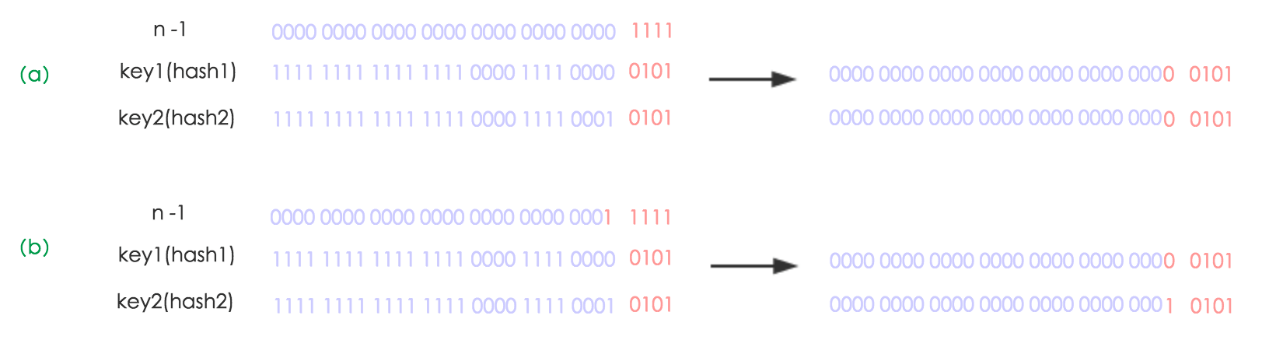 n -1 0000 0000 0000 0000 0000 0000 0000 1111
(a) key1(hash1) 1111 1111 1111 1111 0000 1111 0000 0101 0000 0000 0000 0000 0000 0000 0000 0101
key2(hash2) 1111 1111 1111 1111 0000 1111 0001 0101 0000 0000 0000 0000 0000 0000 0000 0101
n -1 0000 0000 0000 0000 0000 0000 0001 1111
(b) key1(hash1) 1111 1111 1111 1111 0000 1111 0000 0101 0000 0000 0000 0000 0000 0000 0000 0101
key2(hash2) 1111 1111 1111 1111 0000 1111 0001 0101 0000 0000 0000 0000 0000 0000 0001 0101